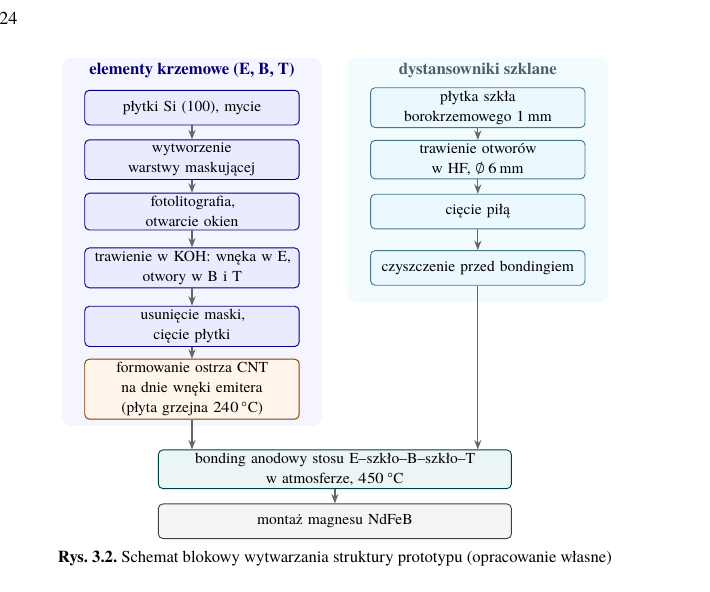 24
elementy krzemowe (E, B, T)
płytki Si (100), mycie
wytworzenie
warstwy maskującej
fotolitografia,
otwarcie okien
trawienie w KOH: wnęka w E,
otwory w B i T
usunięcie maski,
cięcie płytki
formowanie ostrza CNT
na dnie wnęki emitera
(płyta grzejna 240 °C)
dystansowniki szklane
płytka szkła
borokrzemowego 1 mm
trawienie otworów
w HF, ∅ 6 mm
cięcie piłą
czyszczenie przed bondingiem
bonding anodowy stosu E–szkło–B–szkło–T
w atmosferze, 450 °C
montaż magnesu NdFeB
Rys. 3.2. Schemat blokowy wytwarzania struktury prototypu (opracowanie własne)